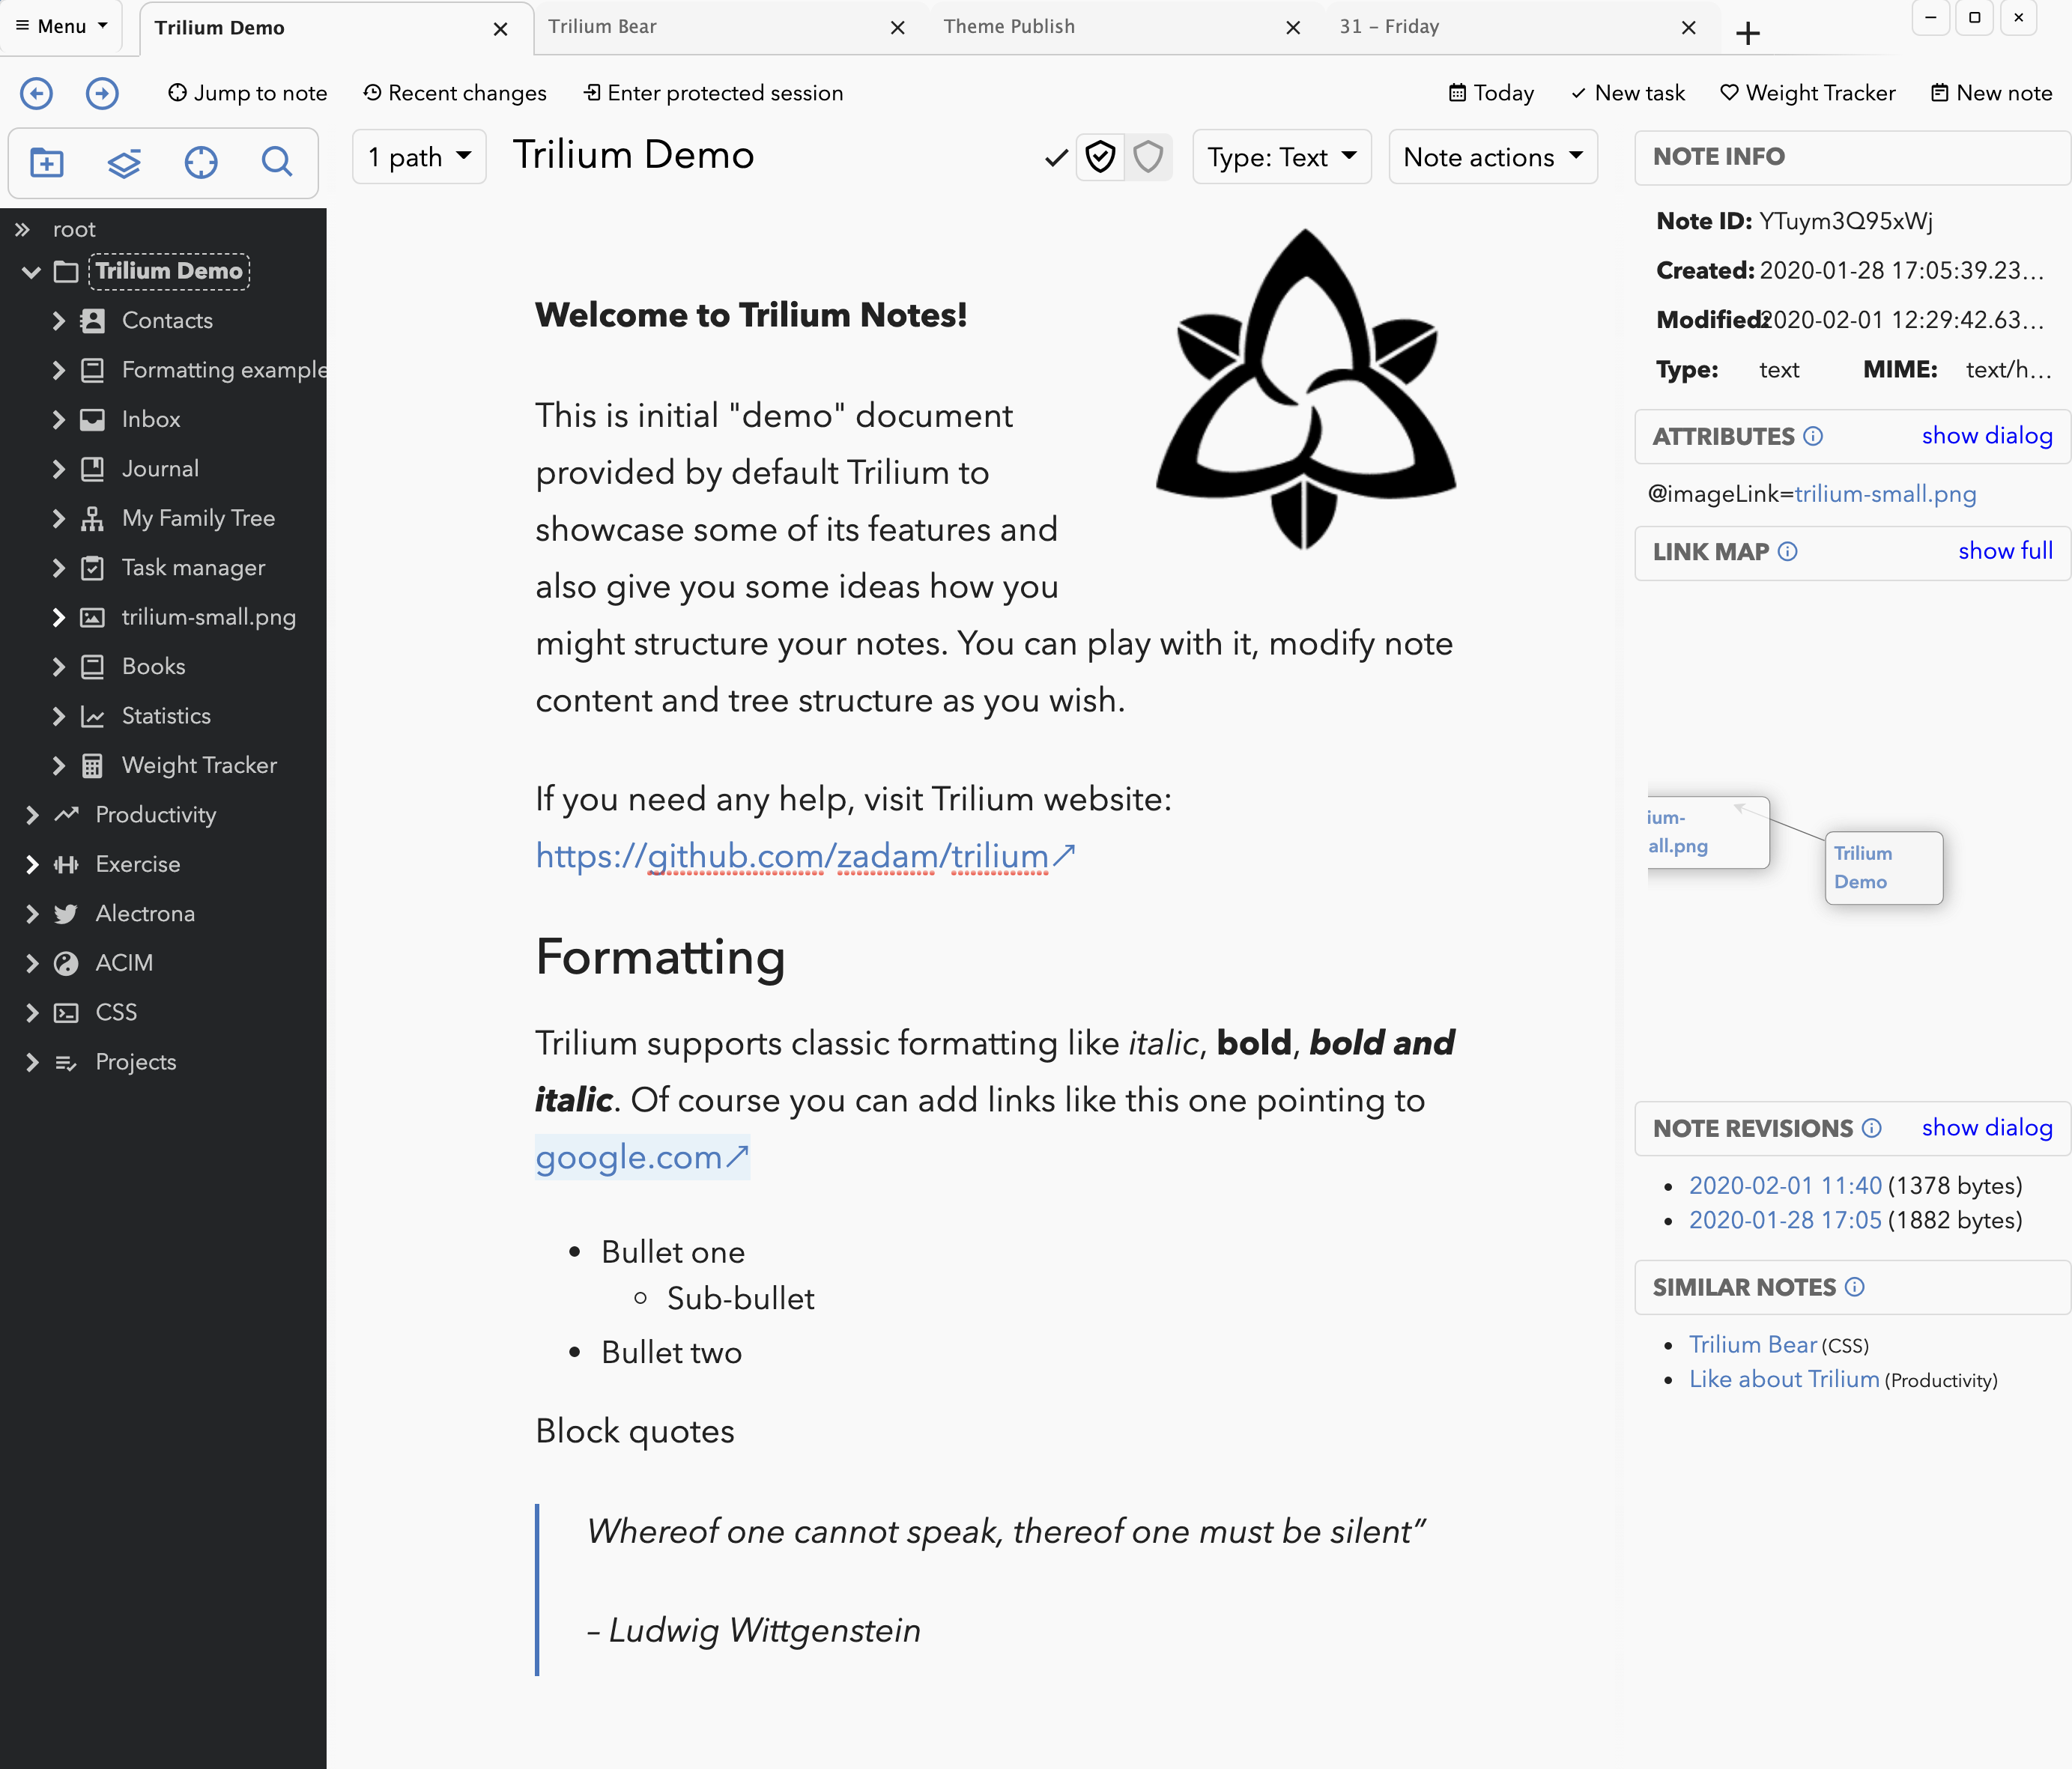 Menu
Trilium Demo
Trilium Bear
Theme Publish
31 – Friday
Jump to note
Recent changes
Enter protected session
Today
New task
Weight Tracker
New note
root
Trilium Demo
Contacts
Formatting example
Inbox
Journal
My Family Tree
Task manager
trilium-small.png
Books
Statistics
Weight Tracker
Productivity
Exercise
Alectrona
ACIM
CSS
Projects
1 path
Trilium Demo
Type: Text
Note actions
Welcome to Trilium Notes!
This is initial "demo" document
provided by default Trilium to
showcase some of its features and
also give you some ideas how you
might structure your notes. You can play with it, modify note
content and tree structure as you wish.
If you need any help, visit Trilium website:
https://github.com/zadam/trilium
Formatting
Trilium supports classic formatting like italic, bold, bold and
italic. Of course you can add links like this one pointing to
google.com
Bullet one
Sub-bullet
Bullet two
Block quotes
Whereof one cannot speak, thereof one must be silent”
– Ludwig Wittgenstein
NOTE INFO
Note ID: YTuym3Q95xWj
Created: 2020-01-28 17:05:39.23...
Modified: 2020-02-01 12:29:42.63...
Type: text MIME: text/h...
ATTRIBUTES show dialog
@imageLink=trilium-small.png
LINK MAP show full
ium-
all.png
Trilium
Demo
NOTE REVISIONS show dialog
2020-02-01 11:40 (1378 bytes)
2020-01-28 17:05 (1882 bytes)
SIMILAR NOTES
Trilium Bear (CSS)
Like about Trilium (Productivity)